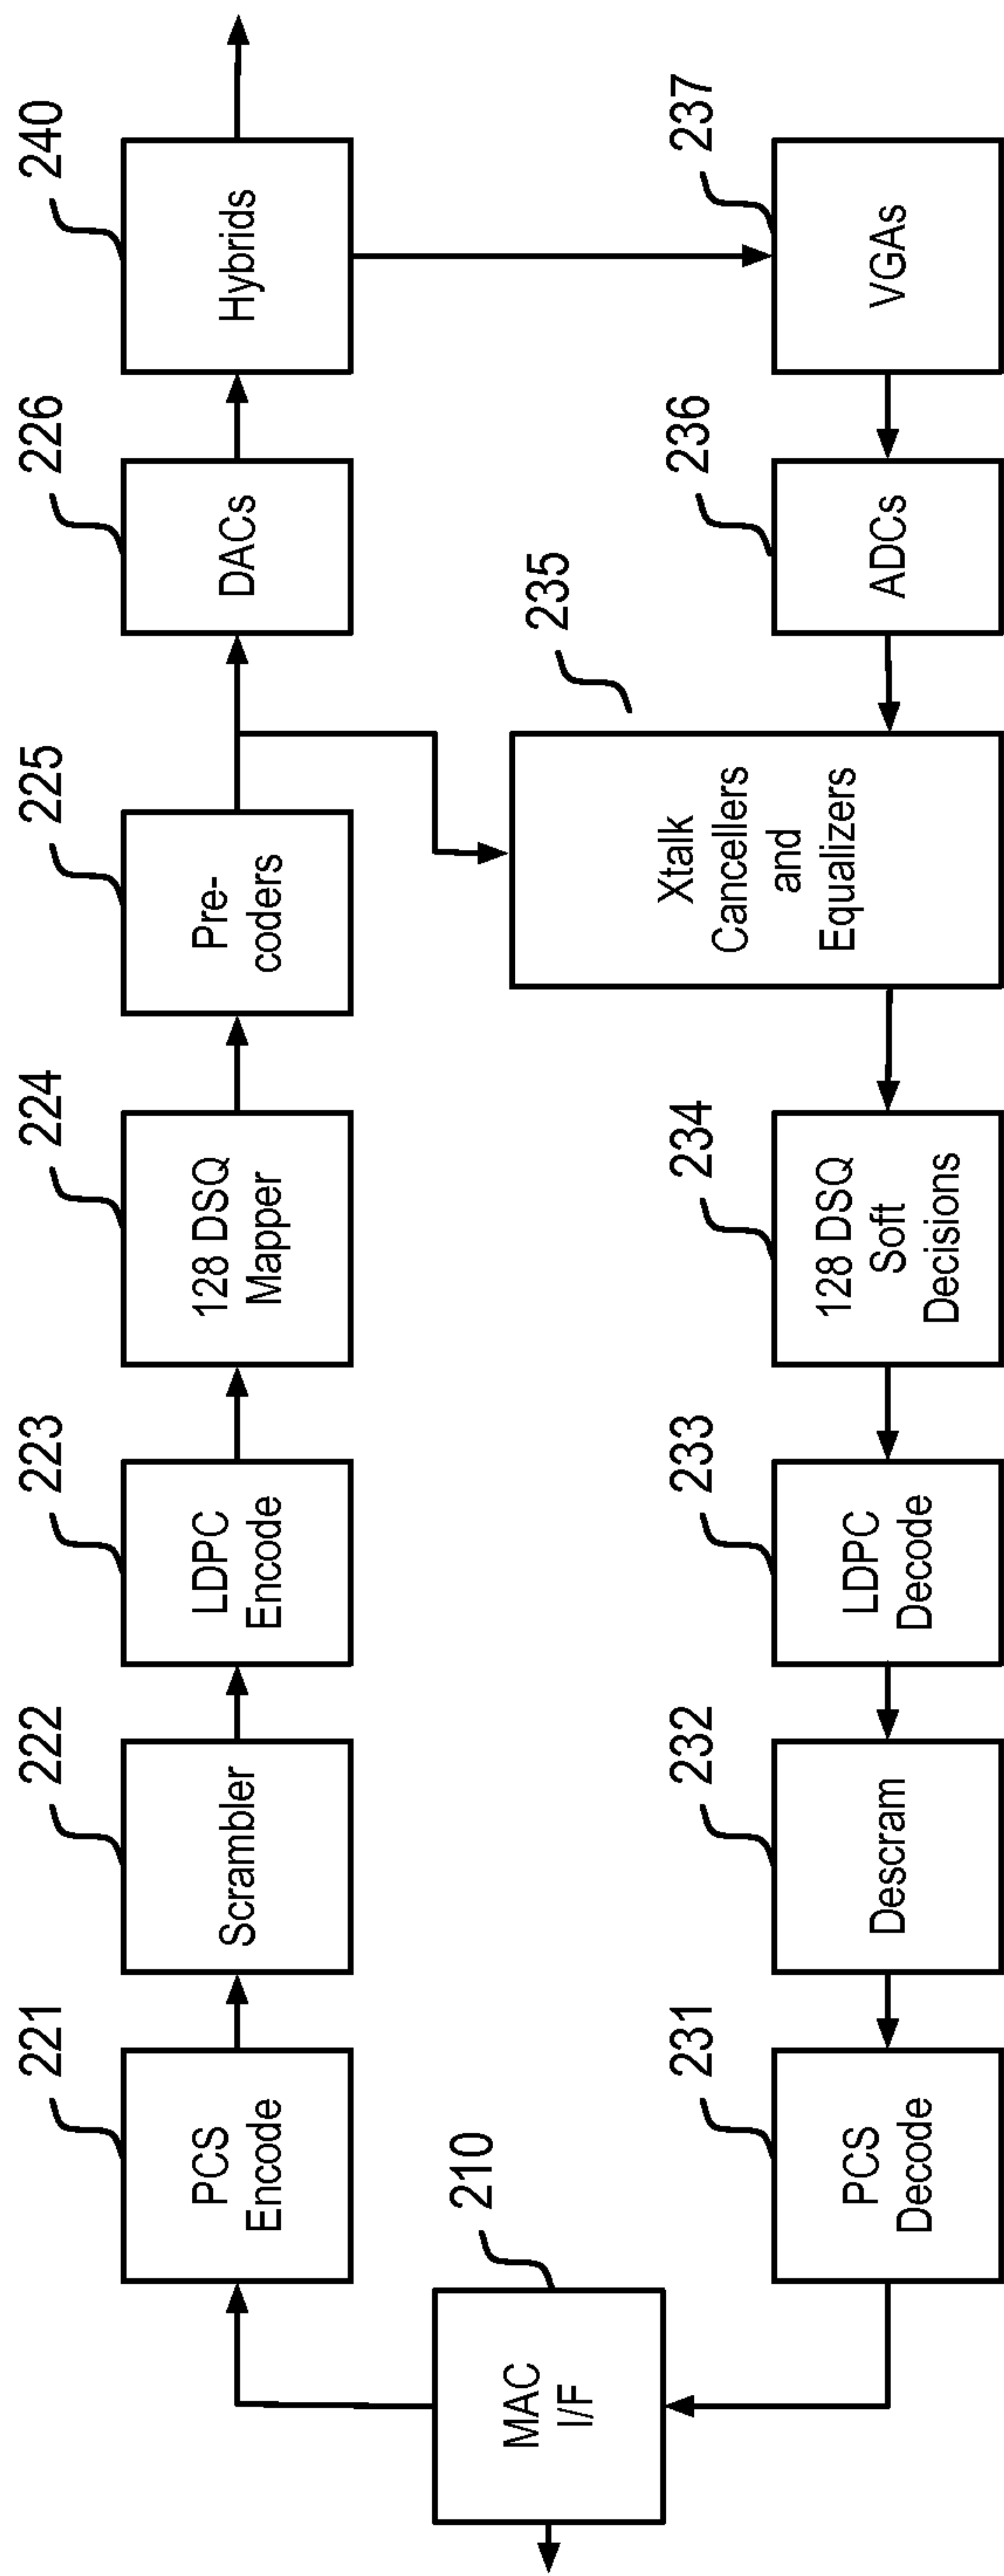 221
PCS
Encode
222
Scrambler
223
LDPC
Encode
224
128 DSQ
Mapper
225
Pre-
coders
226
DACs
240
Hybrids
210
MAC
I/F
235
Xtalk
Cancellers
and
Equalizers
231
PCS
Decode
232
Descram
233
LDPC
Decode
234
128 DSQ
Soft
Decisions
236
ADCs
237
VGAs